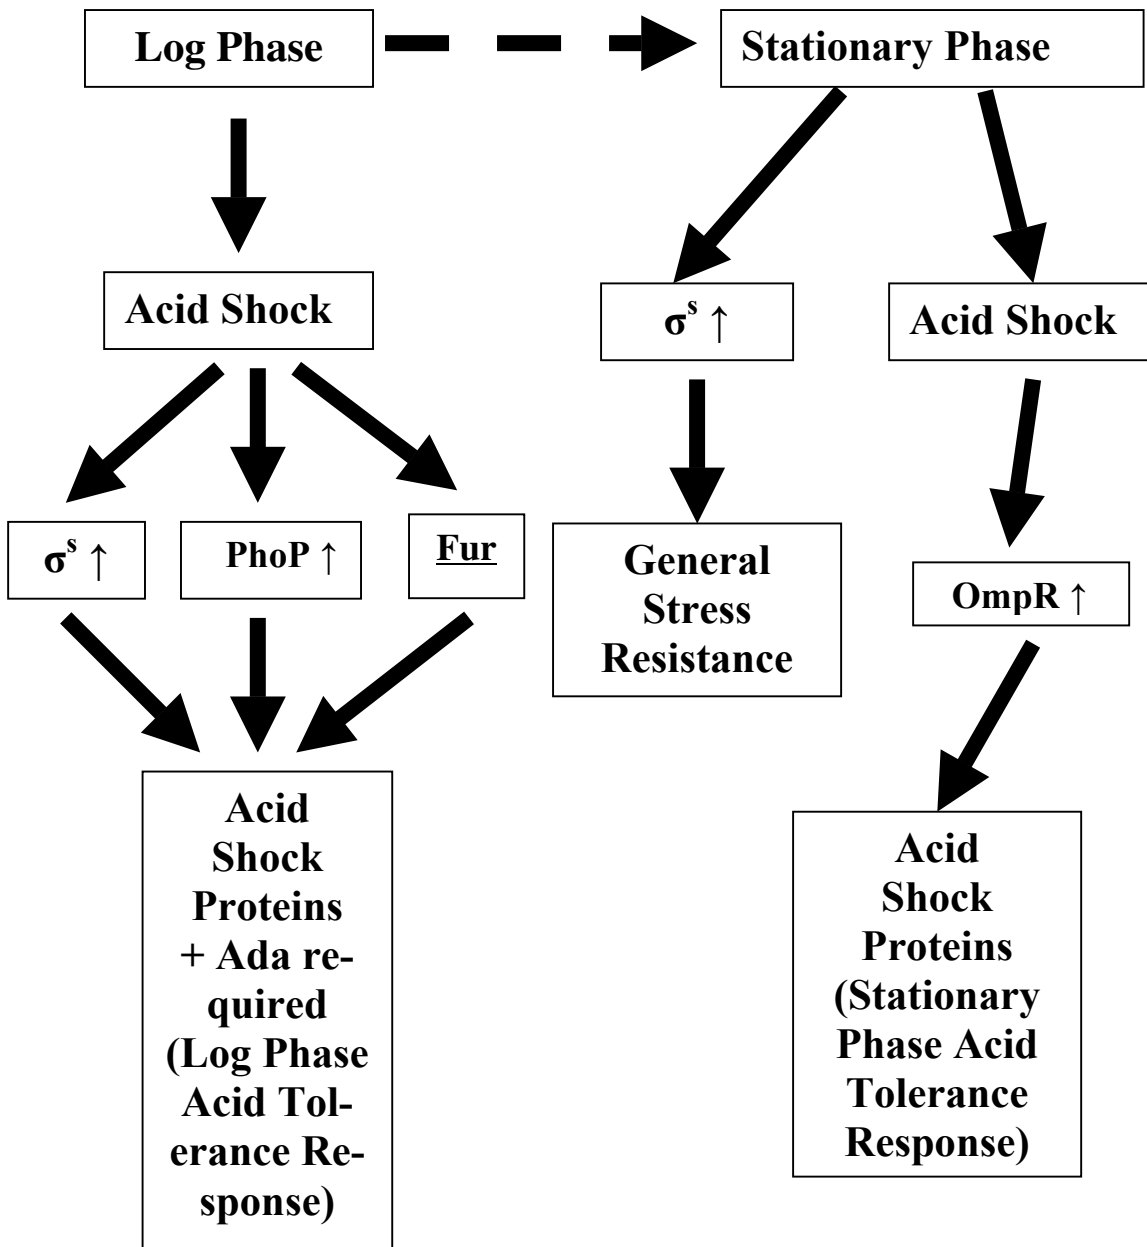 Log Phase
Stationary Phase
Acid Shock
σˢ ↑
Acid Shock
σˢ ↑
PhoP ↑
Fur
General
Stress
Resistance
OmpR ↑
Acid
Shock
Proteins
+ Ada re-
quired
(Log Phase
Acid Tol-
erance Re-
sponse)
Acid
Shock
Proteins
(Stationary
Phase Acid
Tolerance
Response)